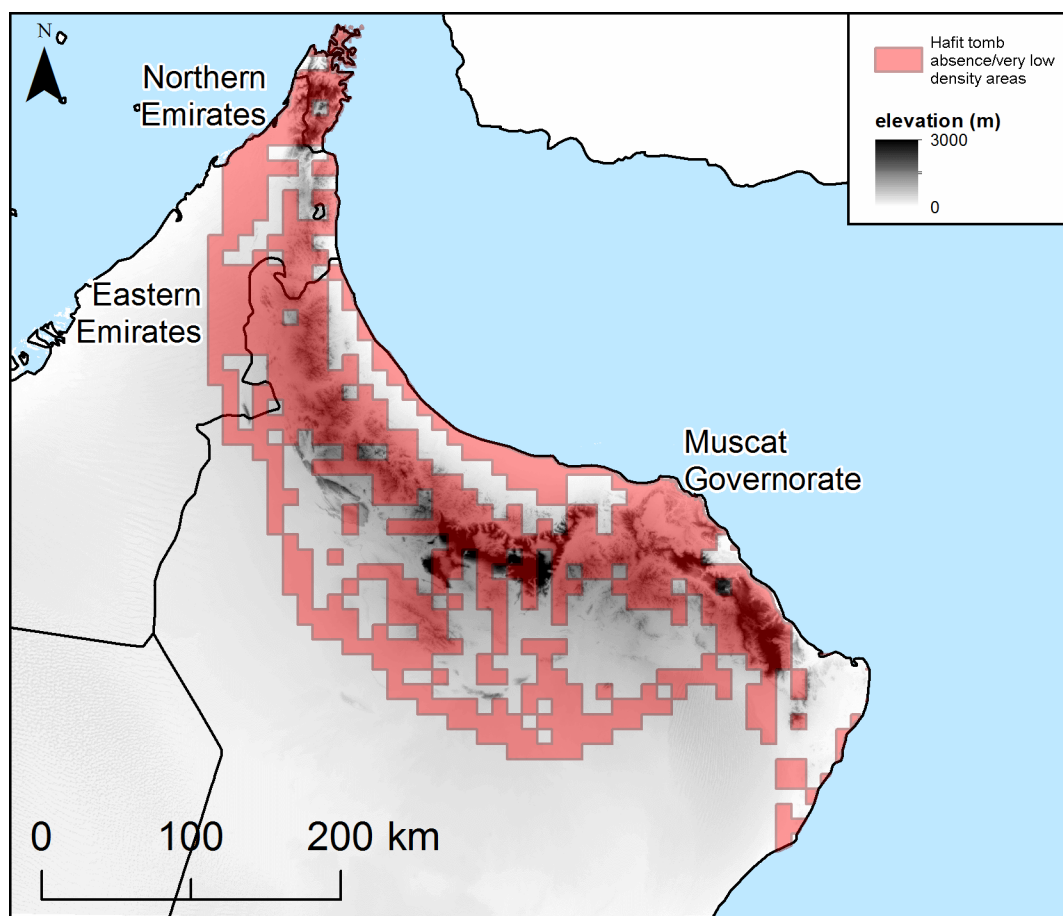 N
Northern
Emirates
Eastern
Emirates
Muscat
Governorate
Hafit tomb
absence/very low
density areas
elevation (m)
3000
0
0 100 200 km